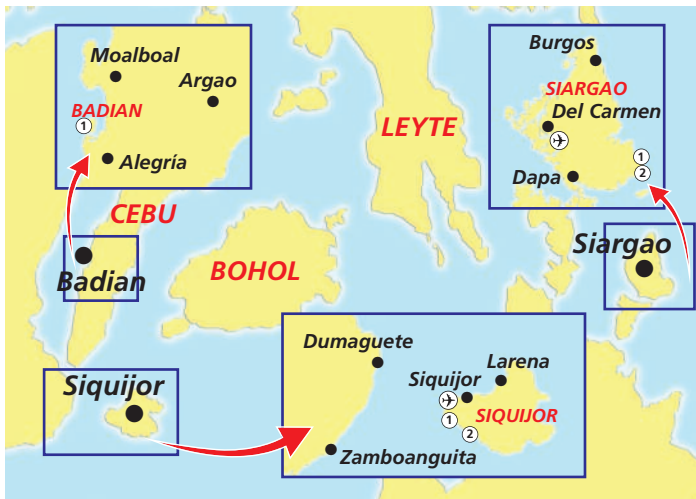 Moalboal
Argao
BADIAN
1
Alegría
CEBU
Badian
BOHOL
LEYTE
Burgos
SIARGAO
Del Carmen
1
2
Dapa
Siargao
Siquijor
Dumaguete
Larena
Siquijor
1
SIQUIJOR
2
Zamboanguita